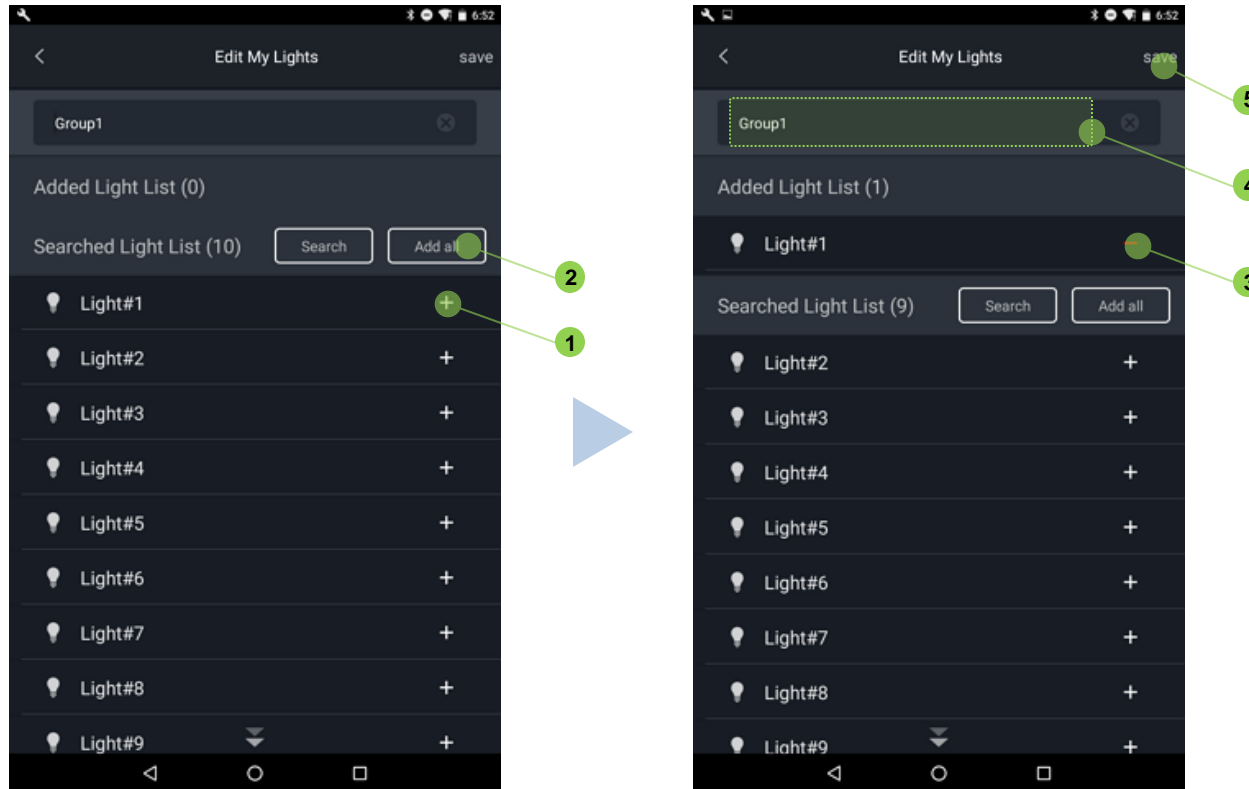 6:52
Edit My Lights
save
Group1
Added Light List (0)
Searched Light List (10)
Search
Add all
Light#1
Light#2
Light#3
Light#4
Light#5
Light#6
Light#7
Light#8
Light#9
2
1
6:52
Edit My Lights
save
Group1
Added Light List (1)
Light#1
Searched Light List (9)
Search
Add all
Light#2
Light#3
Light#4
Light#5
Light#6
Light#7
Light#8
Light#9
5
4
3